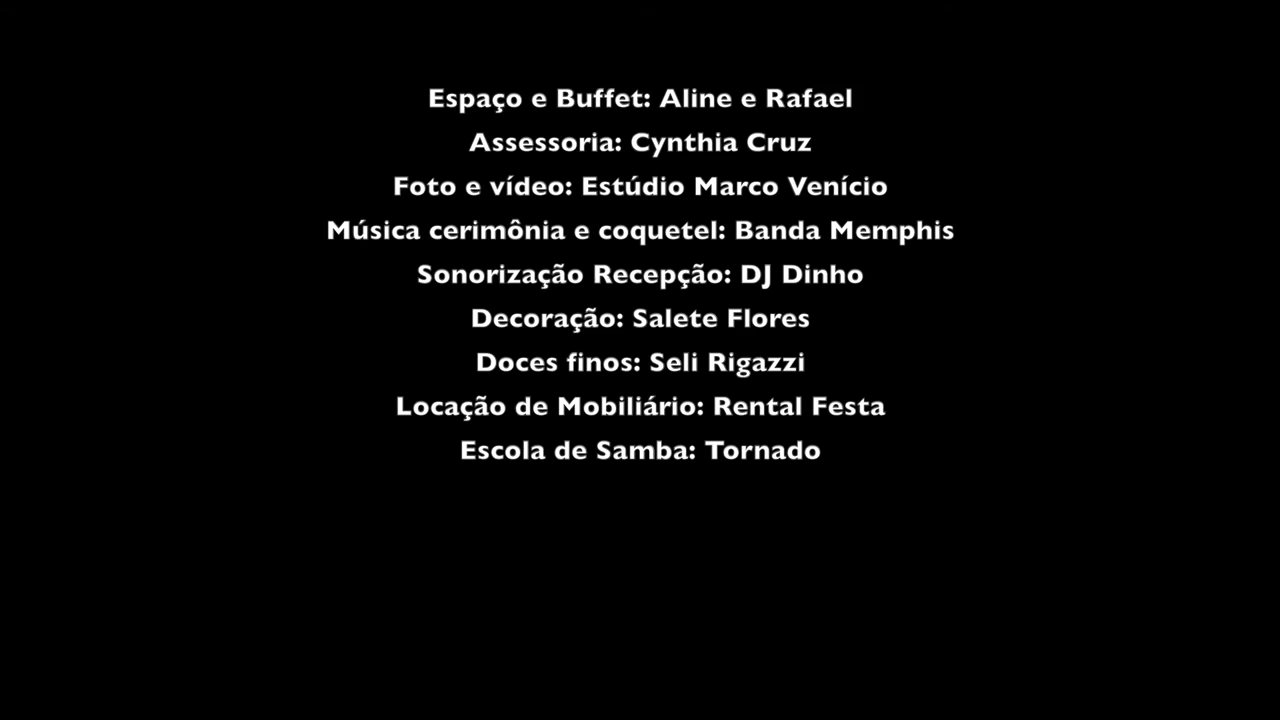 Espaço e Buffet: Aline e Rafael
Assessoria: Cynthia Cruz
Foto e vídeo: Estúdio Marco Venício
Música cerimônia e coquetel: Banda Memphis
Sonorização Recepção: DJ Dinho
Decoração: Salete Flores
Doces finos: Seli Rigazzi
Locação de Mobiliário: Rental Festa
Escola de Samba: Tornado